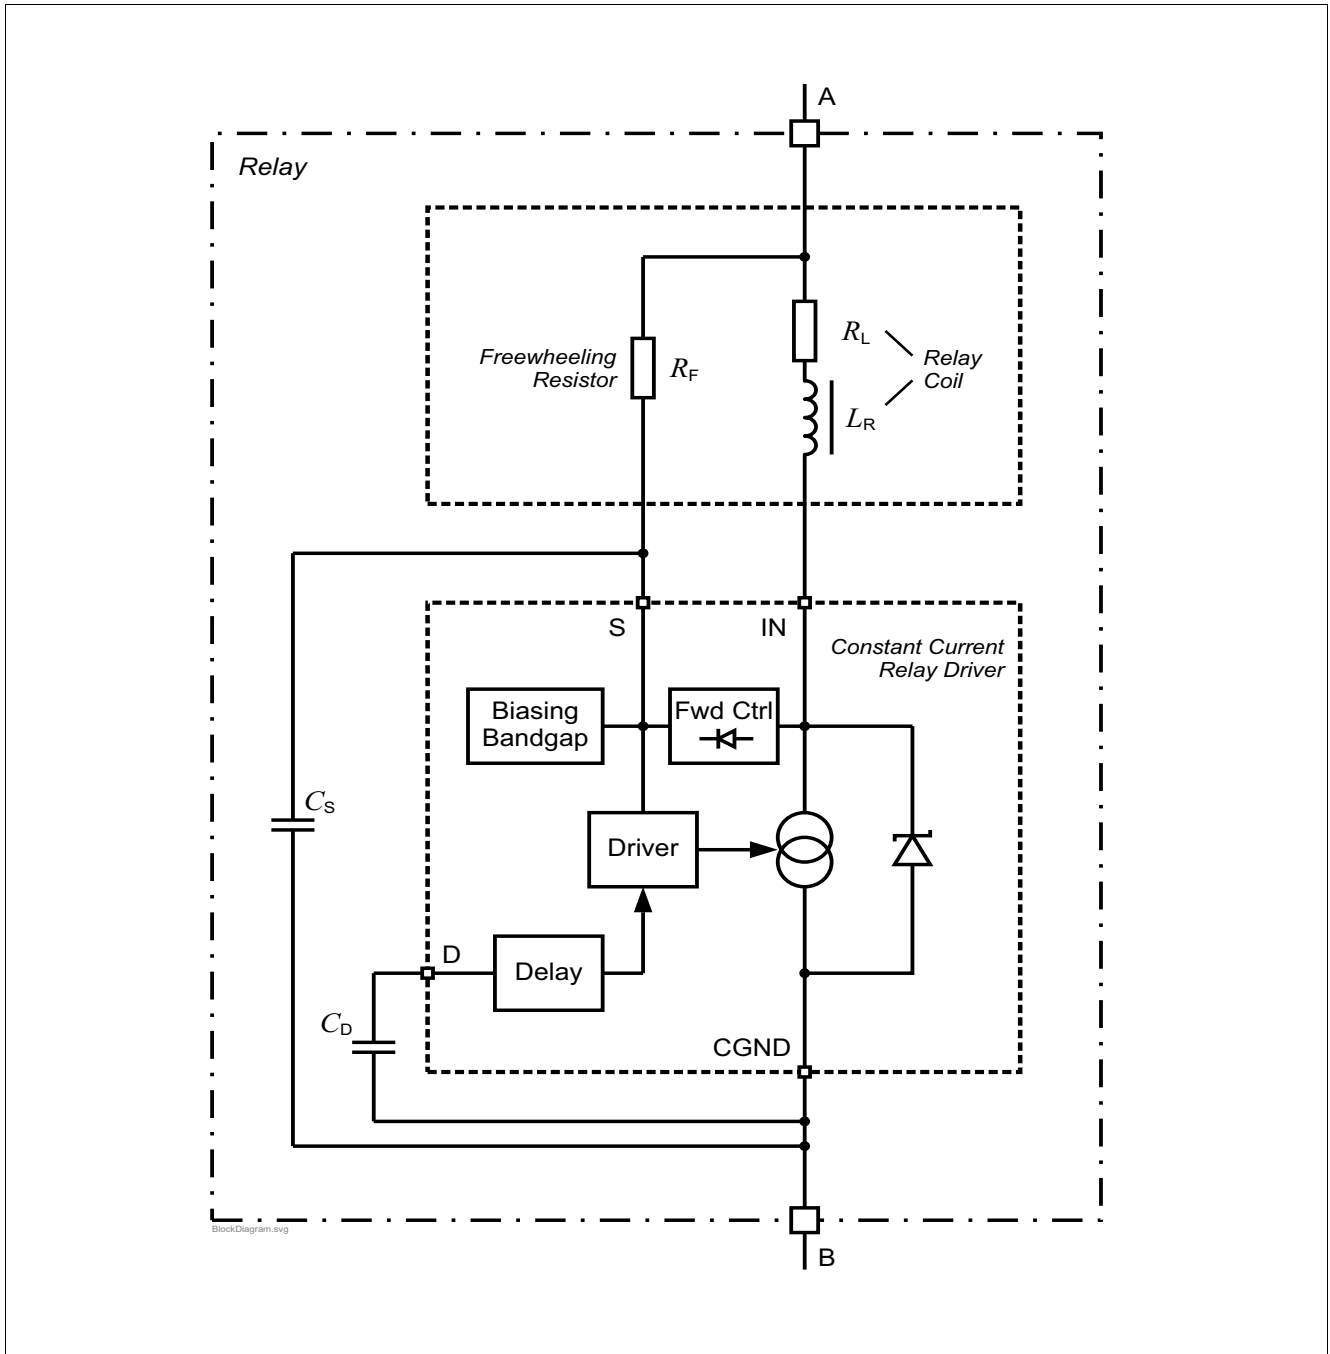 A
Relay
Freewheeling
Resistor
RF
RL
LR
Relay
Coil
S
IN
Constant Current
Relay Driver
Biasing
Bandgap
Fwd Ctrl
CS
Driver
D
Delay
CD
CGND
BlockDiagram.svg
B